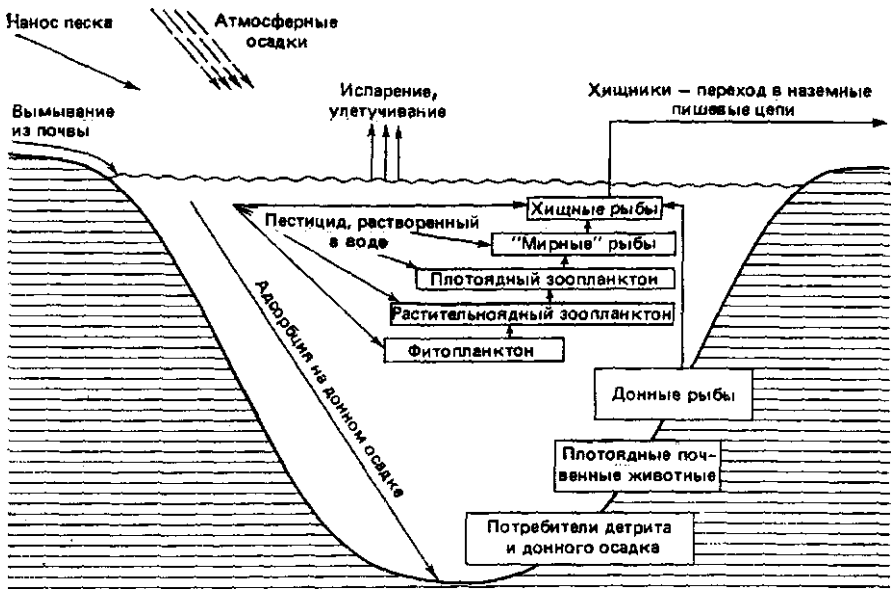 Нанос песка
Атмосферные
осадки
Вымывание
из почвы
Испарение,
улетучивание
Хищники — переход в наземные
пишевые цепи
Пестицид, растворенный
в воде
Хищные рыбы
"Мирные" рыбы
Плотоядный зоопланктон
Растительноядный зоопланктон
Фитопланктон
Адсорбция на донном осадке
Донные рыбы
Плотоядные поч-
венные животные
Потребители детрита
и донного осадка